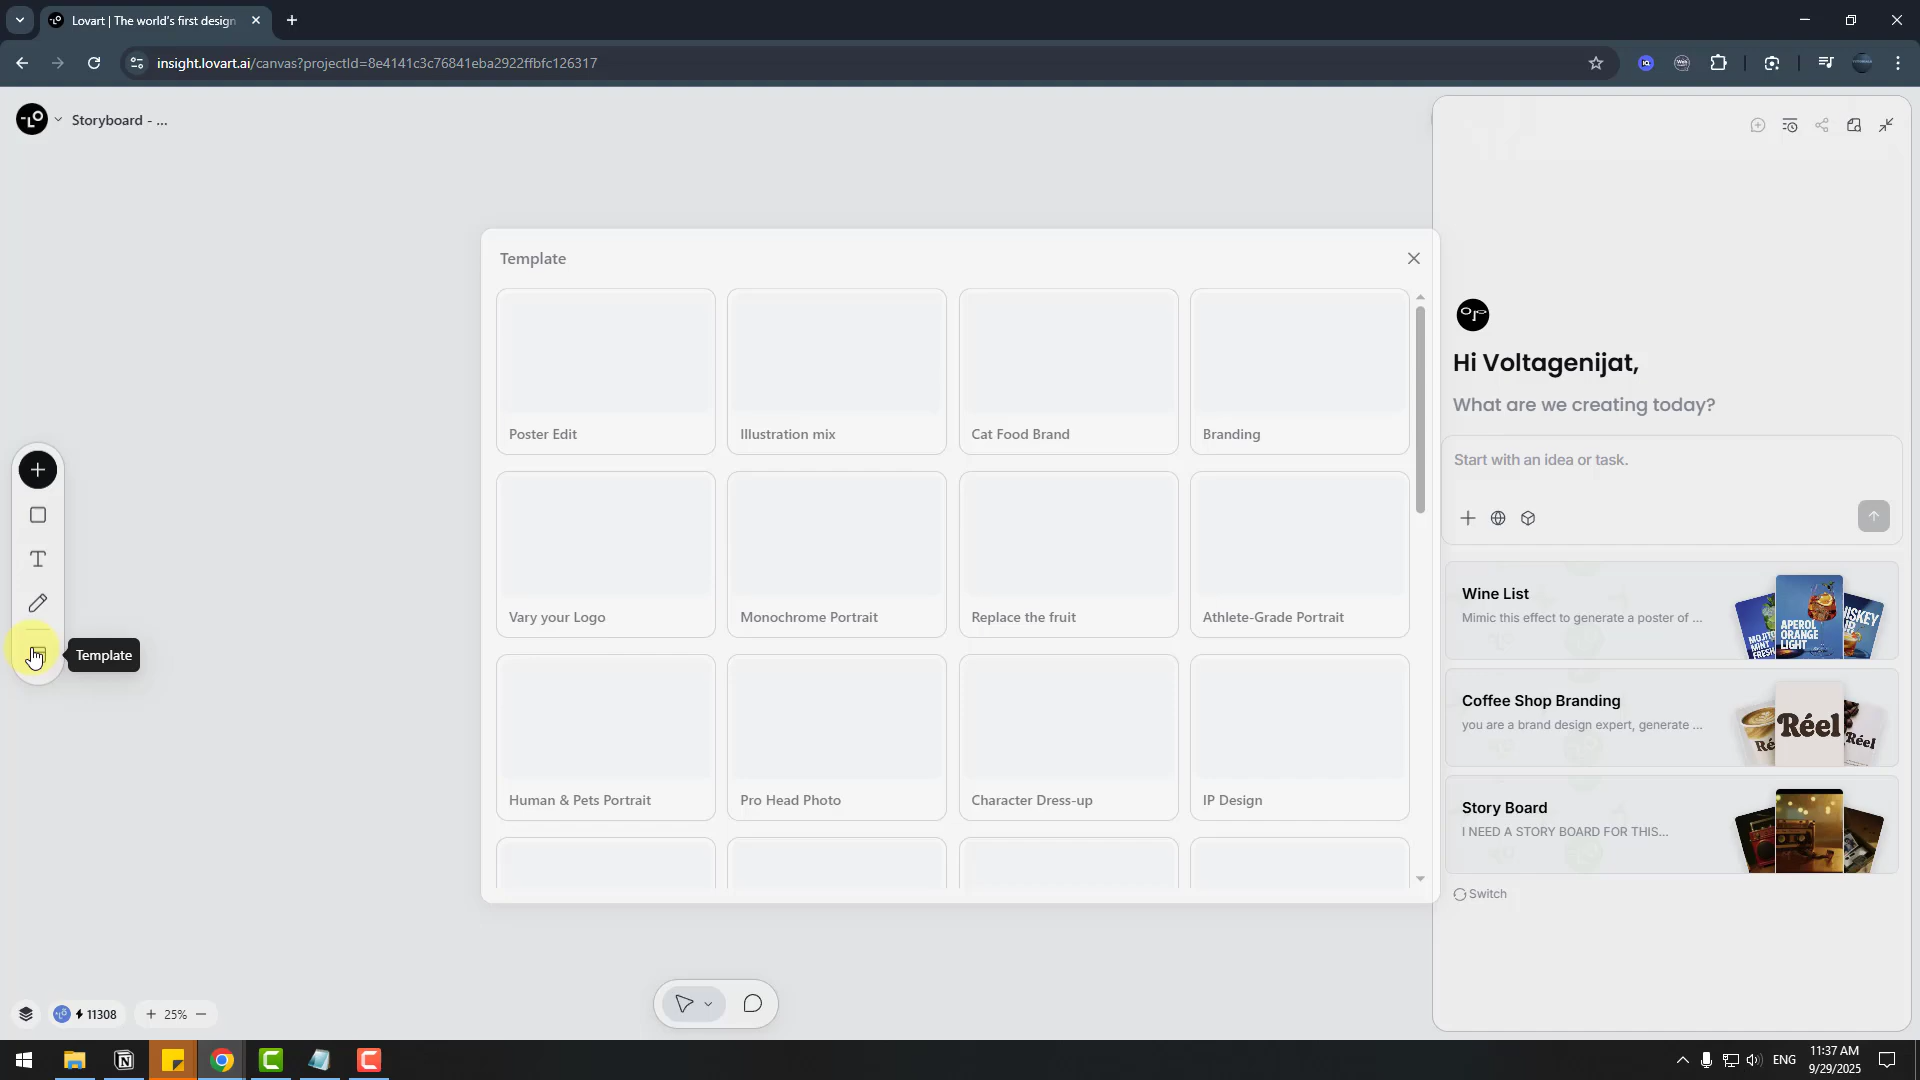 Lovart | The world's first design
insight.lovart.ai/canvas?projectId=8e4141c3c76841eba2922ffbfc126317
Storyboard - ...
Template
Poster Edit
Illustration mix
Cat Food Brand
Branding
Vary your Logo
Monochrome Portrait
Replace the fruit
Athlete-Grade Portrait
Human & Pets Portrait
Pro Head Photo
Character Dress-up
IP Design
Template
Hi Voltagenijat,
What are we creating today?
Start with an idea or task.
Wine List
Mimic this effect to generate a poster of ...
MOJITO
MINT
FRESH
APEROL
ORANGE
LIGHT
Coffee Shop Branding
you are a brand design expert, generate ...
Réel
Réel
Story Board
I NEED A STORY BOARD FOR THIS...
Switch
11308
25%
ENG
11:37 AM
9/29/2025